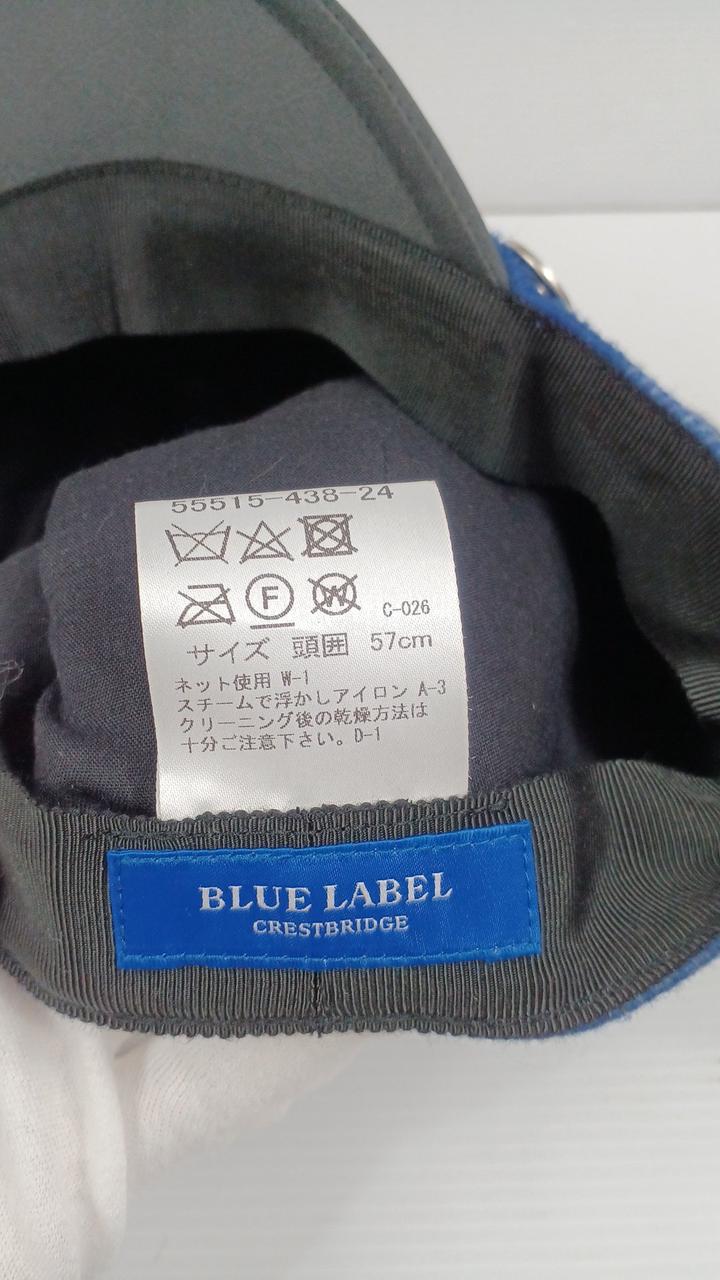 55515-438-24
F W C-026
サイズ 頭囲 57cm
ネット使用 W-1
スチームで浮かしアイロン A-3
クリーニング後の乾燥方法は
十分ご注意下さい。D-1
BLUE LABEL
CRESTBRIDGE